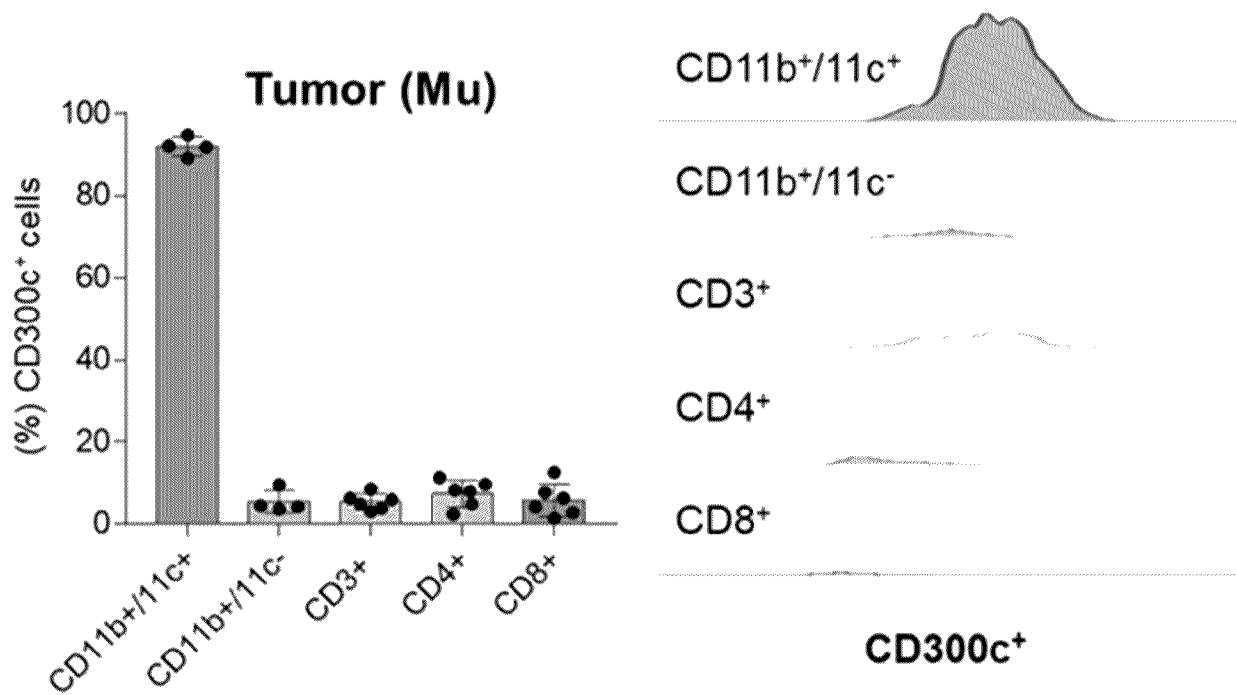 Tumor (Mu)
(%) CD300c⁺ cells
100
80
60
40
20
0
CD11b+/11c+
CD11b+/11c-
CD3+
CD4+
CD8+
CD11b⁺/11c⁺
CD11b⁺/11c⁻
CD3⁺
CD4⁺
CD8⁺
CD300c⁺